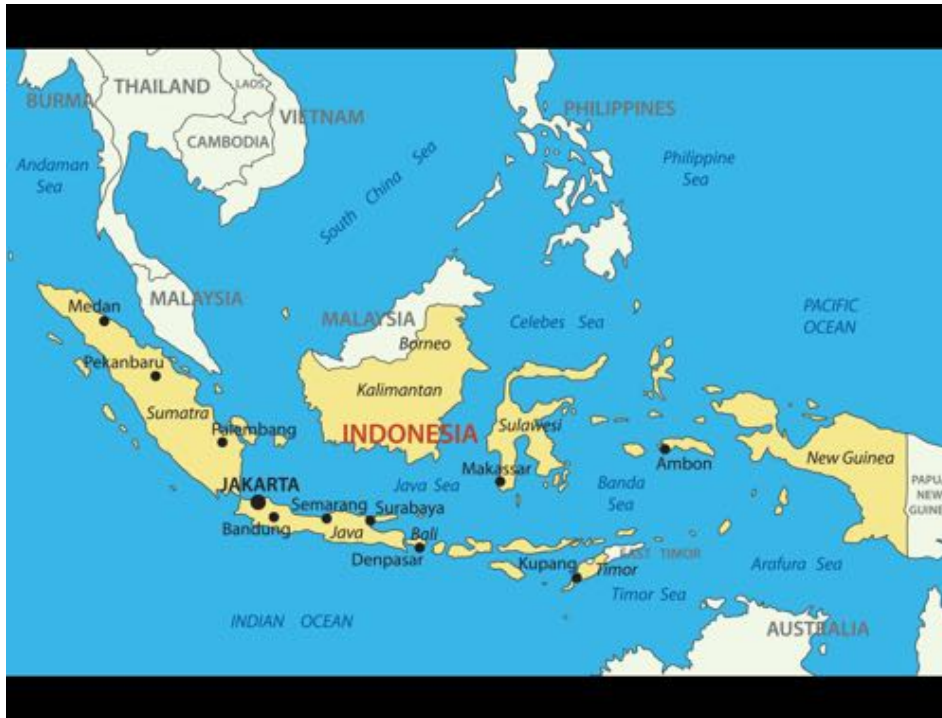 BURMA
THAILAND
LAOS
VIETNAM
CAMBODIA
PHILIPPINES
Andaman
Sea
South China Sea
Philippine
Sea
MALAYSIA
MALAYSIA
Celebes Sea
PACIFIC
OCEAN
Medan
Borneo
Pekanbaru
Kalimantan
Sumatra
Palambang
INDONESIA
Sulawesi
Makassar
Ambon
New Guinea
JAKARTA
Java Sea
Banda
Sea
PAPUA
NEW
GUINE
Semarang
Surabaya
Bandung
Java
Bali
Denpasar
Kupang
EAST TIMOR
Timor
Timor Sea
Arafura Sea
INDIAN OCEAN
AUSTRALIA